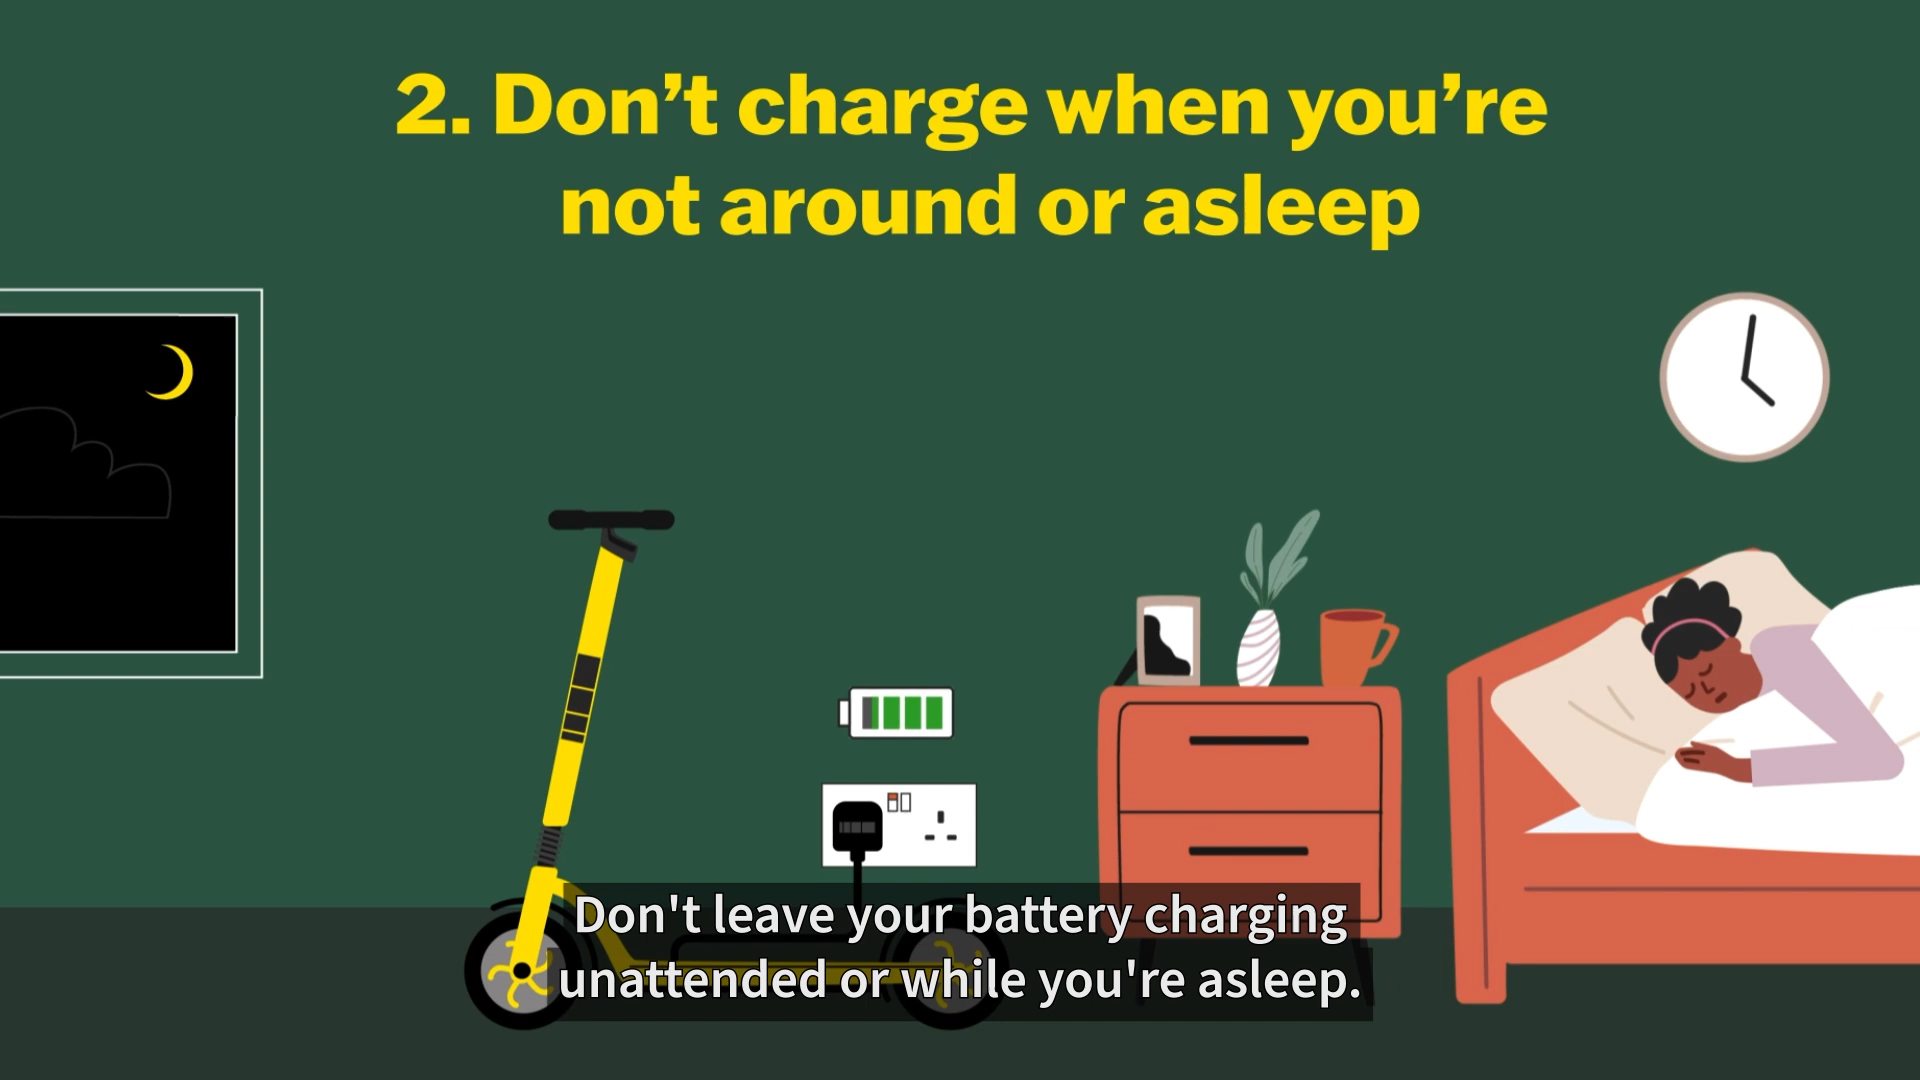 2. Don’t charge when you’re
not around or asleep
Don't leave your battery charging
unattended or while you're asleep.